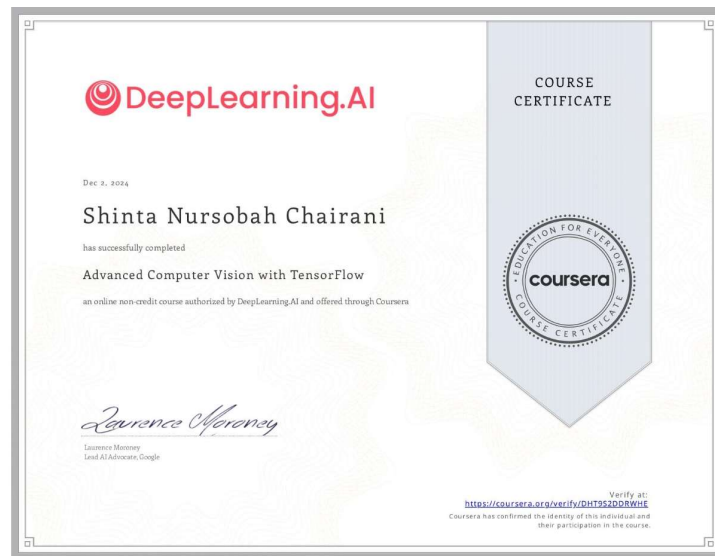 DeepLearning.AI
COURSE
CERTIFICATE
Dec 2, 2024
Shinta Nursobah Chairani
has successfully completed
Advanced Computer Vision with TensorFlow
an online non-credit course authorized by DeepLearning.AI and offered through Coursera
EDUCATION FOR EVERYONE
coursera
COURSE CERTIFICATE
Laurence Moroney
Laurence Moroney
Lead AI Advocate, Google
Verify at:
https://coursera.org/verify/DHT9S2DDRWHE
Coursera has confirmed the identity of this individual and
their participation in the course.